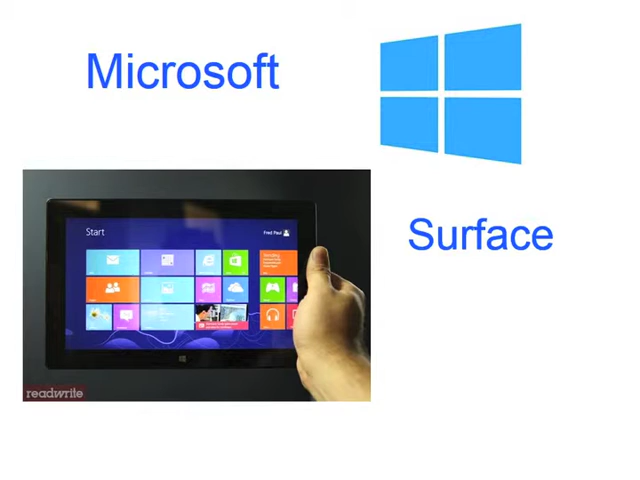 Microsoft
Surface
Start
Fred Paul
readwrite